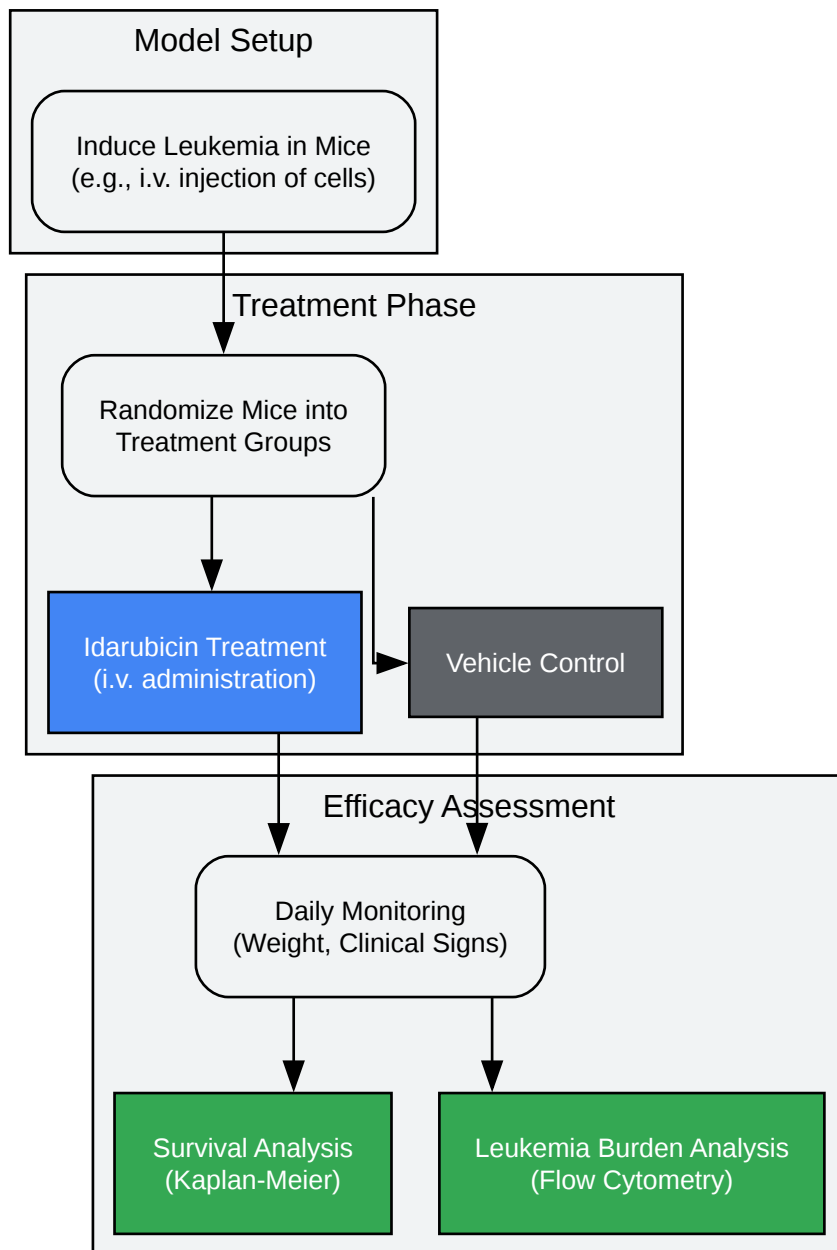 Model Setup
Induce Leukemia in Mice
(e.g., i.v. injection of cells)
Treatment Phase
Randomize Mice into
Treatment Groups
Idarubicin Treatment
(i.v. administration)
Vehicle Control
Efficacy Assessment
Daily Monitoring
(Weight, Clinical Signs)
Survival Analysis
(Kaplan-Meier)
Leukemia Burden Analysis
(Flow Cytometry)